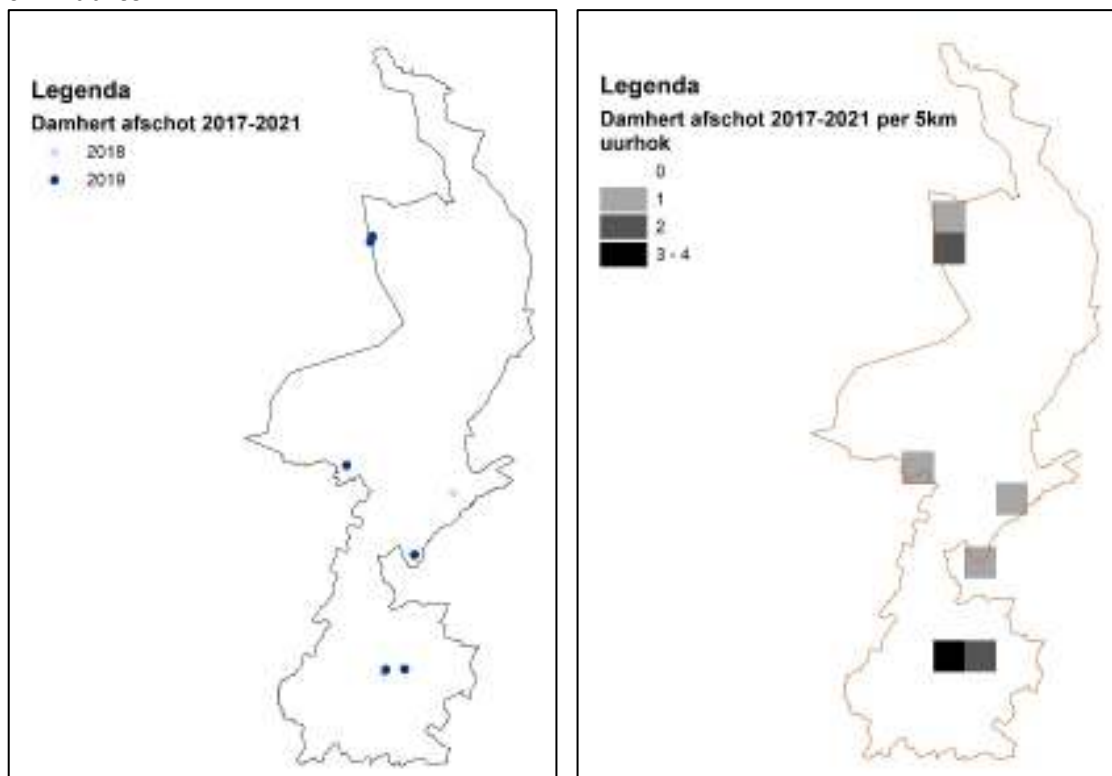 Legenda
Damhert afschot 2017-2021
2018
2019
Legenda
Damhert afschot 2017-2021 per 5km
uurhok
0
1
2
3 - 4